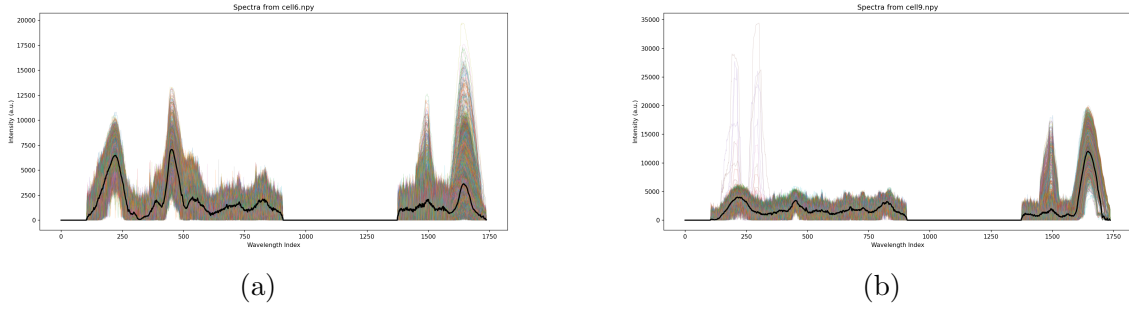 Spectra from cell6.npy
20000
17500
15000
12500
10000
7500
5000
2500
0
Intensity (a.u.)
0 250 500 750 1000 1250 1500 1750
Wavelength Index
(a)
Spectra from cell9.npy
35000
30000
25000
20000
15000
10000
5000
0
Intensity (a.u.)
0 250 500 750 1000 1250 1500 1750
Wavelength Index
(b)